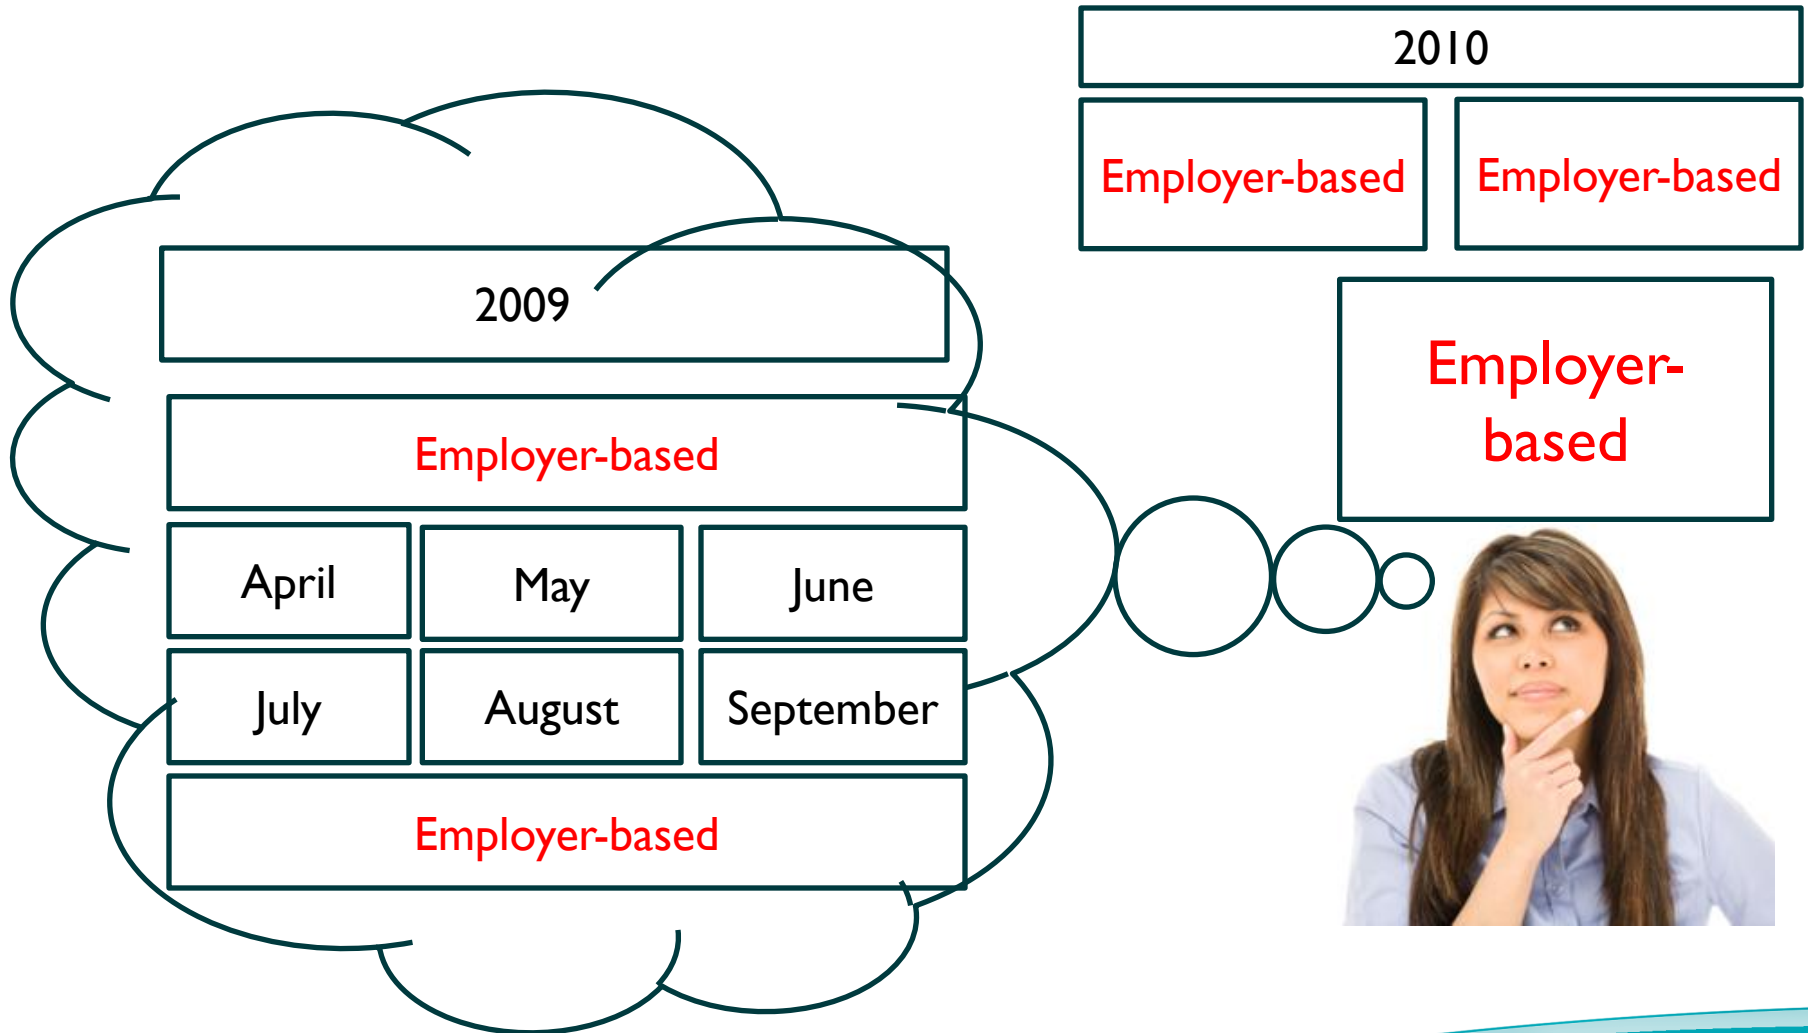 2010
Employer-based Employer-based
Employer-
based
2009
Employer-based
April May June
July August September
Employer-based